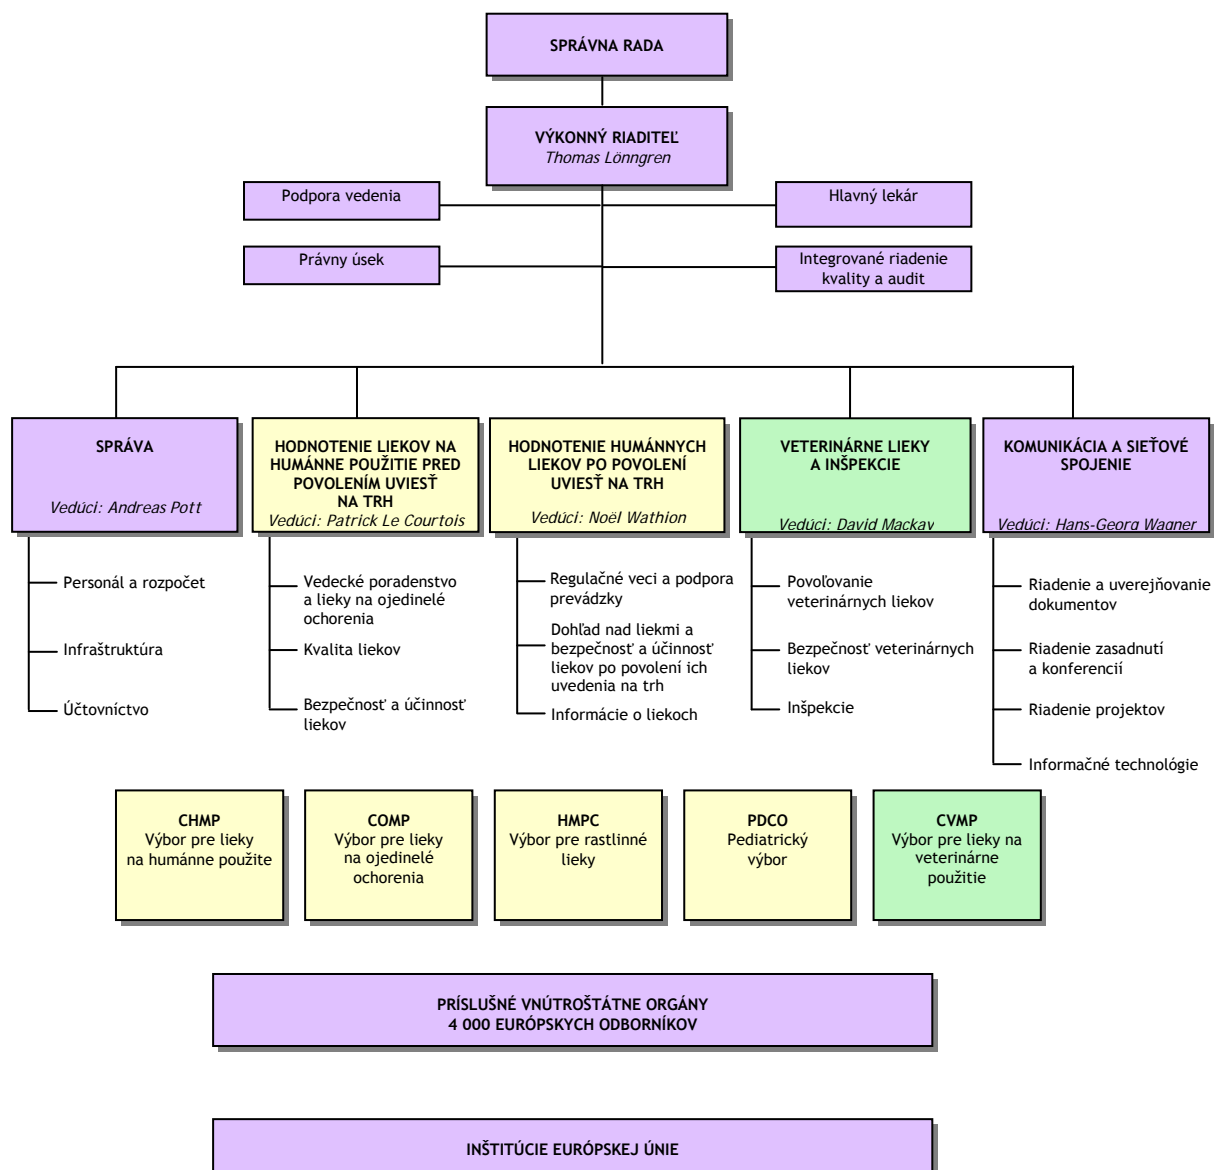 SPRÁVNA RADA
VÝKONNÝ RIADITEĽ
Thomas Lönngren
Podpora vedenia
Hlavný lekár
Právny úsek
Integrované riadenie
kvality a audit
SPRÁVA
Vedúci: Andreas Pott
HODNOTENIE LIEKOV NA
HUMÁNNE POUŽITIE PRED
POVOLENÍM UVIESŤ
NA TRH
Vedúci: Patrick Le Courtois
HODNOTENIE HUMÁNNYCH
LIEKOV PO POVOLENÍ
UVIESŤ NA TRH
Vedúci: Noël Wathion
VETERINÁRNE LIEKY
A INŠPEKCIE
Vedúci: David Mackay
KOMUNIKÁCIA A SIEŤOVÉ
SPOJENIE
Vedúci: Hans-Georg Wagner
Personál a rozpočet
Infraštruktúra
Účtovníctvo
Vedecké poradenstvo
a lieky na ojedinelé
ochorenia
Kvalita liekov
Bezpečnosť a účinnosť
liekov
Regulačné veci a podpora
prevádzky
Dohľad nad liekmi a
bezpečnosť a účinnosť
liekov po povolení ich
uvedenia na trh
Informácie o liekoch
Povoľovanie
veterinárnych liekov
Bezpečnosť veterinárnych
liekov
Inšpekcie
Riadenie a uverejňovanie
dokumentov
Riadenie zasadnutí
a konferencií
Riadenie projektov
Informačné technológie
CHMP
Výbor pre lieky
na humánne použite
COMP
Výbor pre lieky
na ojedinelé
ochorenia
HMPC
Výbor pre rastlinné
lieky
PDCO
Pediatrický
výbor
CVMP
Výbor pre lieky na
veterinárne
použitie
PRÍSLUŠNÉ VNÚTROŠTÁTNE ORGÁNY
4 000 EURÓPSKYCH ODBORNÍKOV
INŠTITÚCIE EURÓPSKEJ ÚNIE